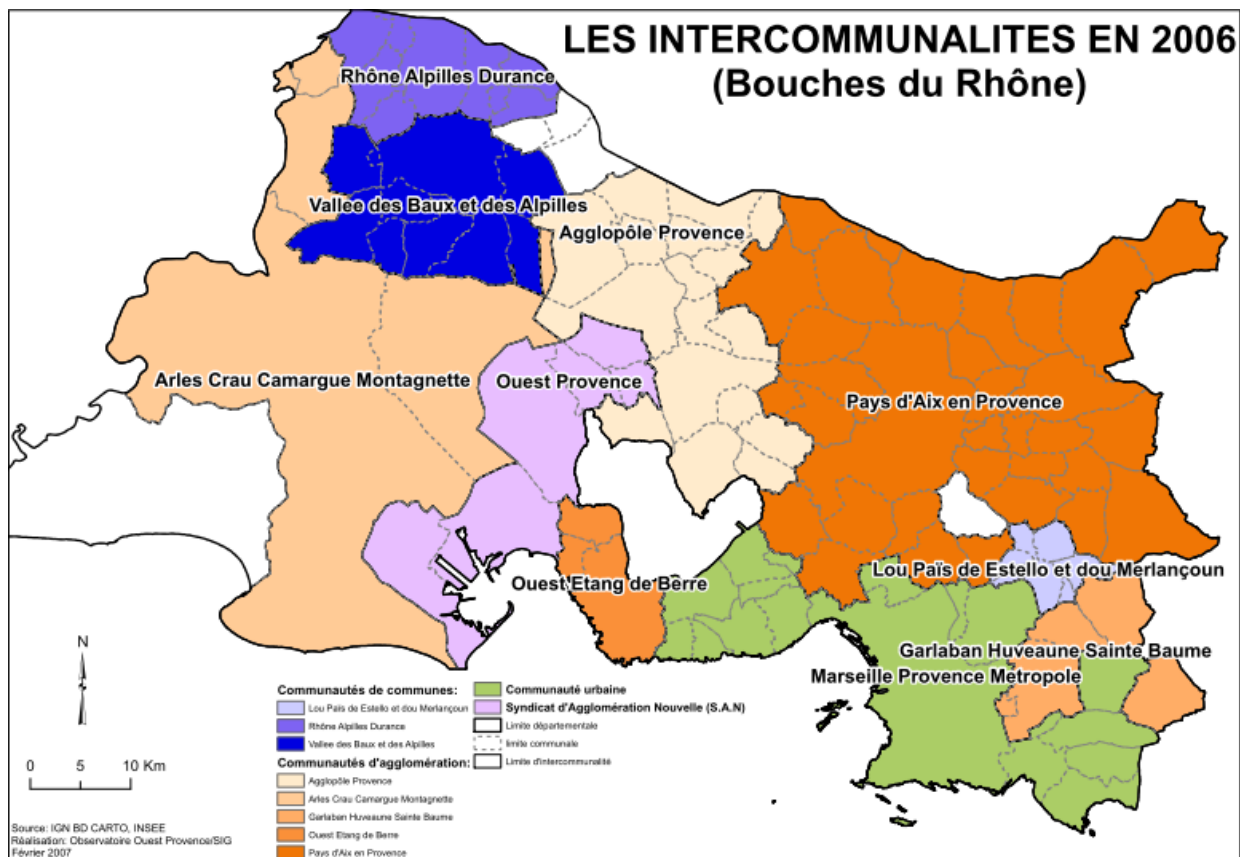 LES INTERCOMMUNALITES EN 2006
(Bouches du Rhône)
Rhône Alpilles Durance
Vallee des Baux et des Alpilles
Agglopôle Provence
Arles Crau Camargue Montagnette
Ouest Provence
Pays d'Aix en Provence
Ouest Etang de Berre
Lou Païs de Estello et dou Merlançoun
Garlaban Huveaune Sainte Baume
Marseille Provence Metropole
N
0 5 10 Km
Communautés de communes:
Lou Païs de Estello et dou Merlançoun
Rhône Alpilles Durance
Vallee des Baux et des Alpilles
Communautés d'agglomération:
Agglopôle Provence
Arles Crau Camargue Montagnette
Garlaban Huveaune Sainte Baume
Ouest Etang de Berre
Pays d'Aix en Provence
Communauté urbaine
Syndicat d'Agglomération Nouvelle (S.A.N)
Limite départementale
limite communale
Limite d'intercommunalité
Source: IGN BD CARTO, INSEE
Réalisation: Observatoire Ouest Provence/SIG
Février 2007